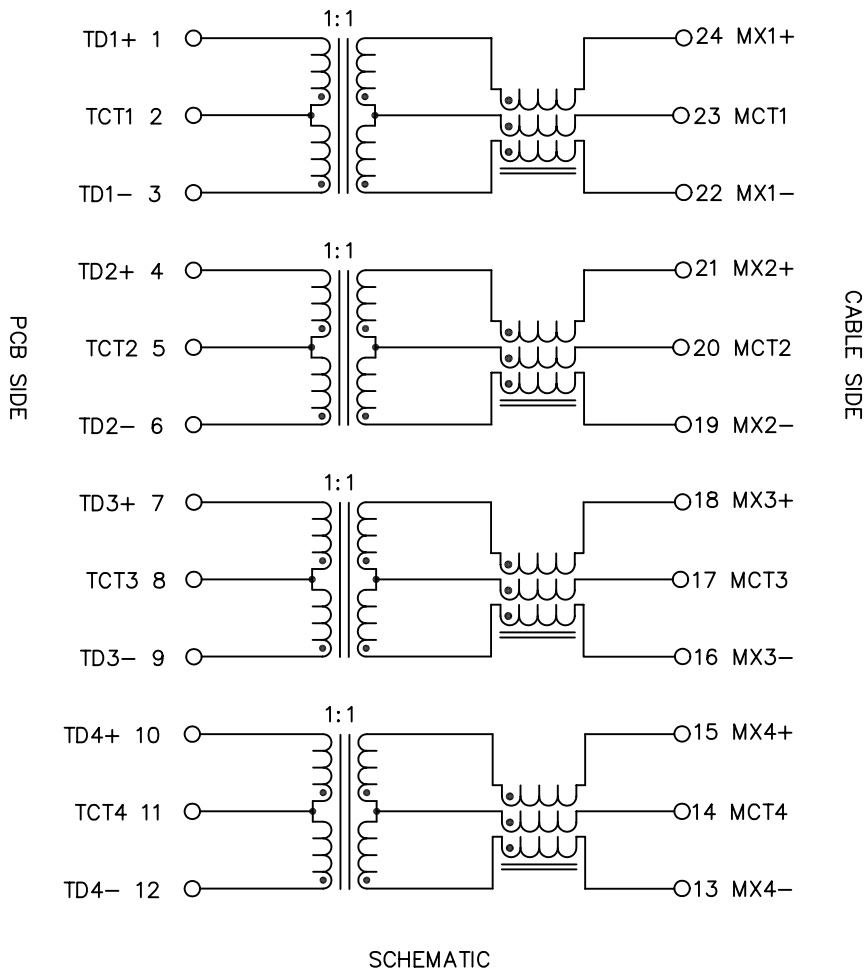 1:1
TD1+ 1
24 MX1+
TCT1 2
23 MCT1
TD1- 3
22 MX1-
1:1
TD2+ 4
21 MX2+
TCT2 5
20 MCT2
TD2- 6
19 MX2-
PCB SIDE
CABLE SIDE
1:1
TD3+ 7
18 MX3+
TCT3 8
17 MCT3
TD3- 9
16 MX3-
1:1
TD4+ 10
15 MX4+
TCT4 11
14 MCT4
TD4- 12
13 MX4-
SCHEMATIC